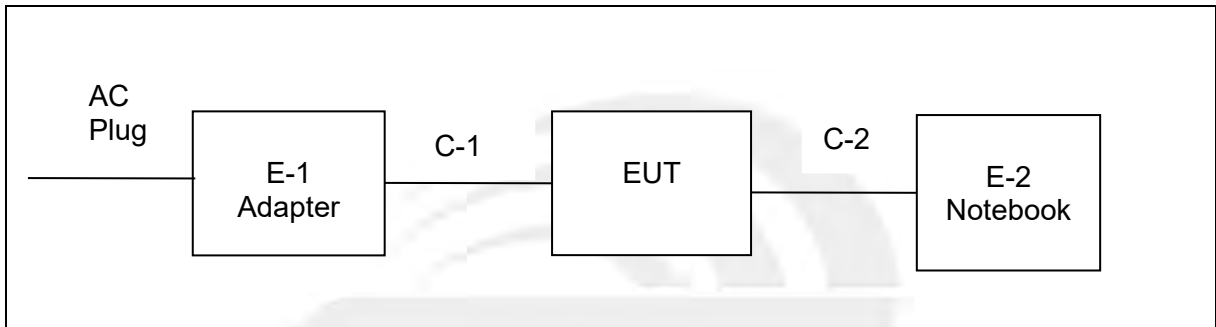 AC
Plug
E-1
Adapter
C-1
EUT
C-2
E-2
Notebook